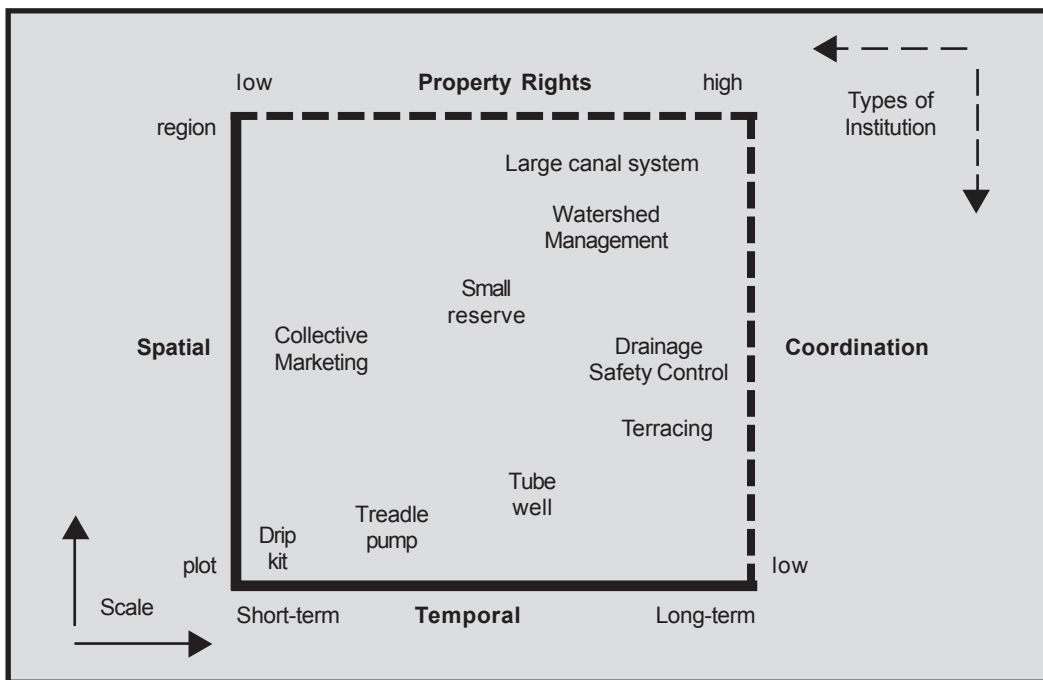 low Property Rights high
region
Types of
Institution
Large canal system
Watershed
Management
Small
reserve
Collective
Marketing
Spatial
Drainage
Safety Control
Coordination
Terracing
Tube
well
Treadle
pump
Drip
kit
plot
low
Scale
Short-term Temporal Long-term